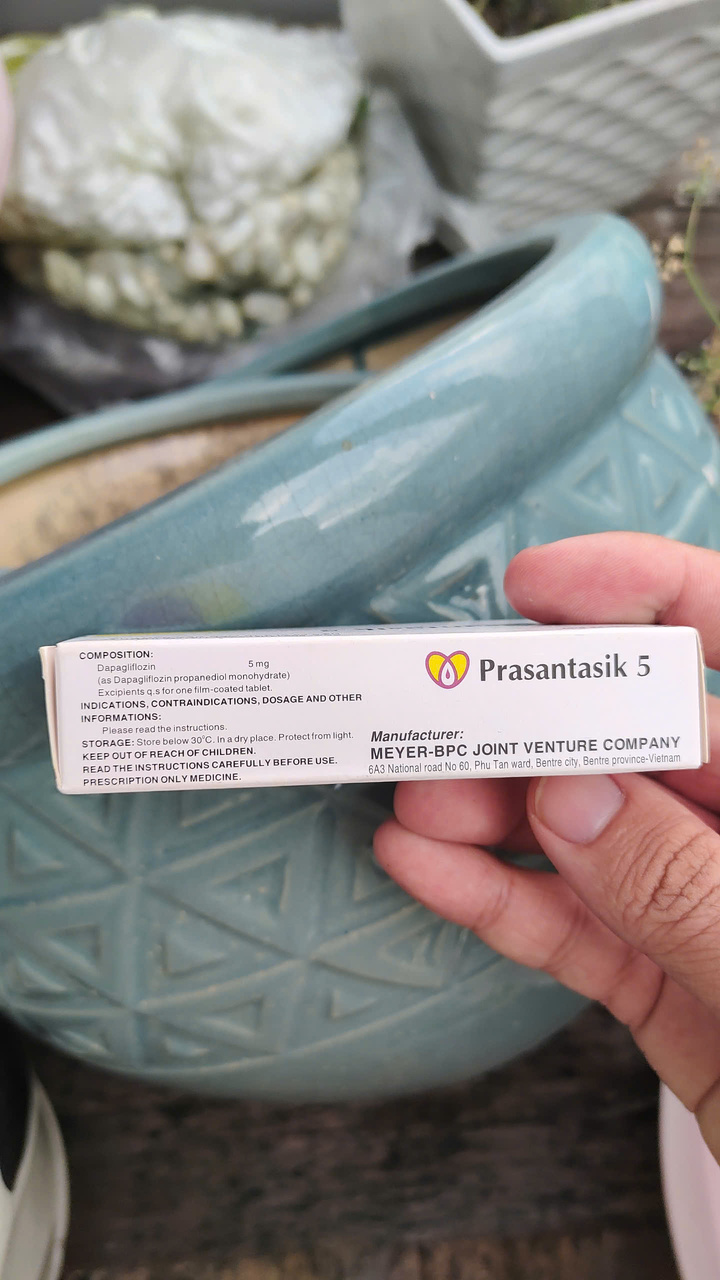 COMPOSITION:
Dapagliflozin 5 mg
(as Dapagliflozin propanediol monohydrate)
Excipients q.s for one film-coated tablet.
INDICATIONS, CONTRAINDICATIONS, DOSAGE AND OTHER
INFORMATIONS:
Please read the instructions.
STORAGE: Store below 30°C. In a dry place. Protect from light.
KEEP OUT OF REACH OF CHILDREN.
READ THE INSTRUCTIONS CAREFULLY BEFORE USE.
PRESCRIPTION ONLY MEDICINE.
Prasantasik 5
Manufacturer:
MEYER-BPC JOINT VENTURE COMPANY
6A3 National road No 60, Phu Tan ward, Bentre city, Bentre province-Vietnam